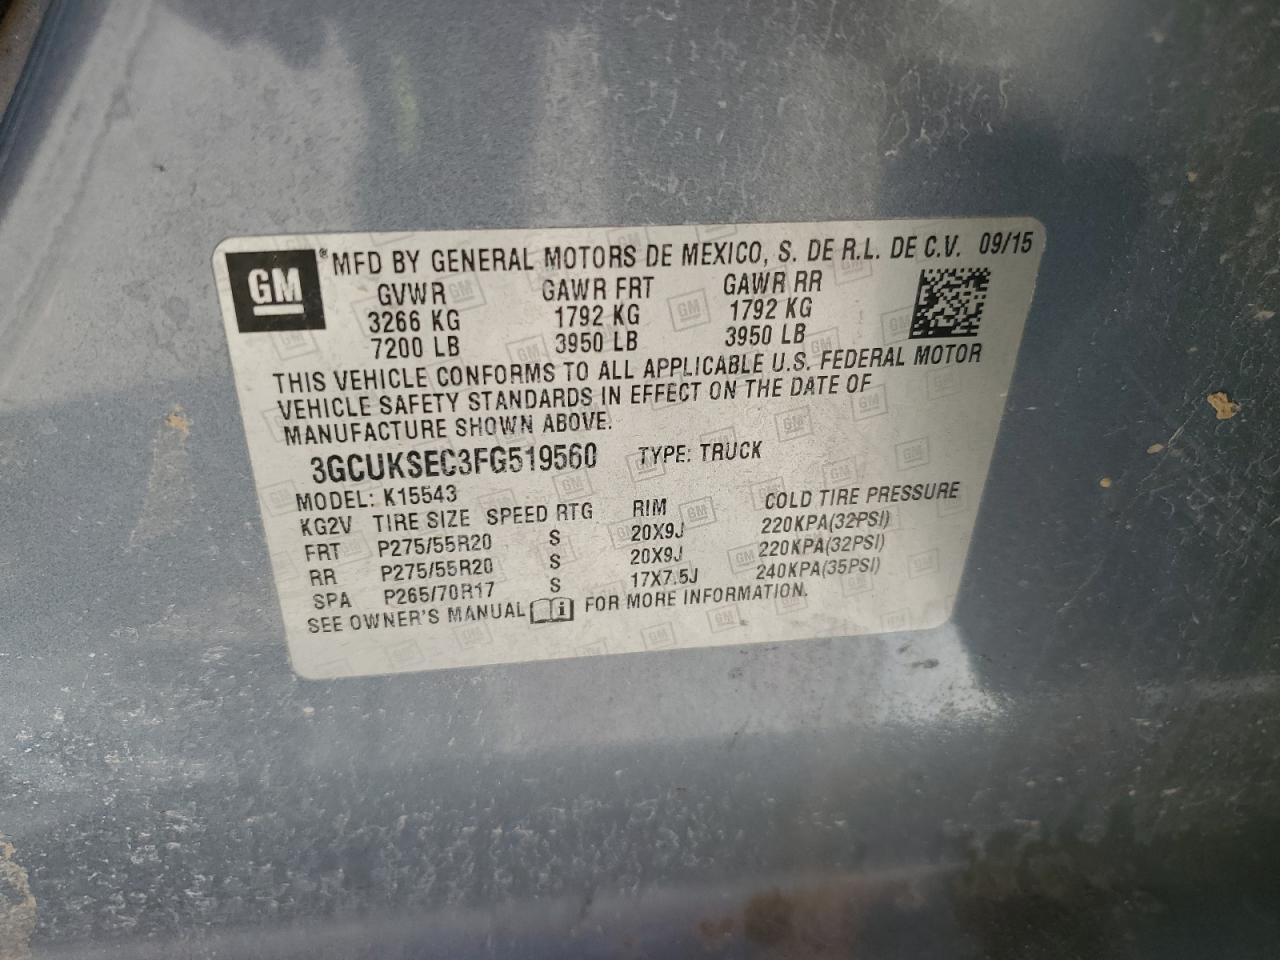 GM ® MFD BY GENERAL MOTORS DE MEXICO, S. DE R.L. DE C.V. 09/15
GVWR GAWR FRT GAWR RR
3266 KG 1792 KG 1792 KG
7200 LB 3950 LB 3950 LB
THIS VEHICLE CONFORMS TO ALL APPLICABLE U.S. FEDERAL MOTOR
VEHICLE SAFETY STANDARDS IN EFFECT ON THE DATE OF
MANUFACTURE SHOWN ABOVE.
3GCUKSEC3FG519560 TYPE: TRUCK
MODEL: K15543
KG2V TIRE SIZE SPEED RTG RIM COLD TIRE PRESSURE
FRT P275/55R20 S 20X9J 220KPA(32PSI)
RR P275/55R20 S 20X9J 220KPA(32PSI)
SPA P265/70R17 S 17X7.5J 240KPA(35PSI)
SEE OWNER'S MANUAL FOR MORE INFORMATION.